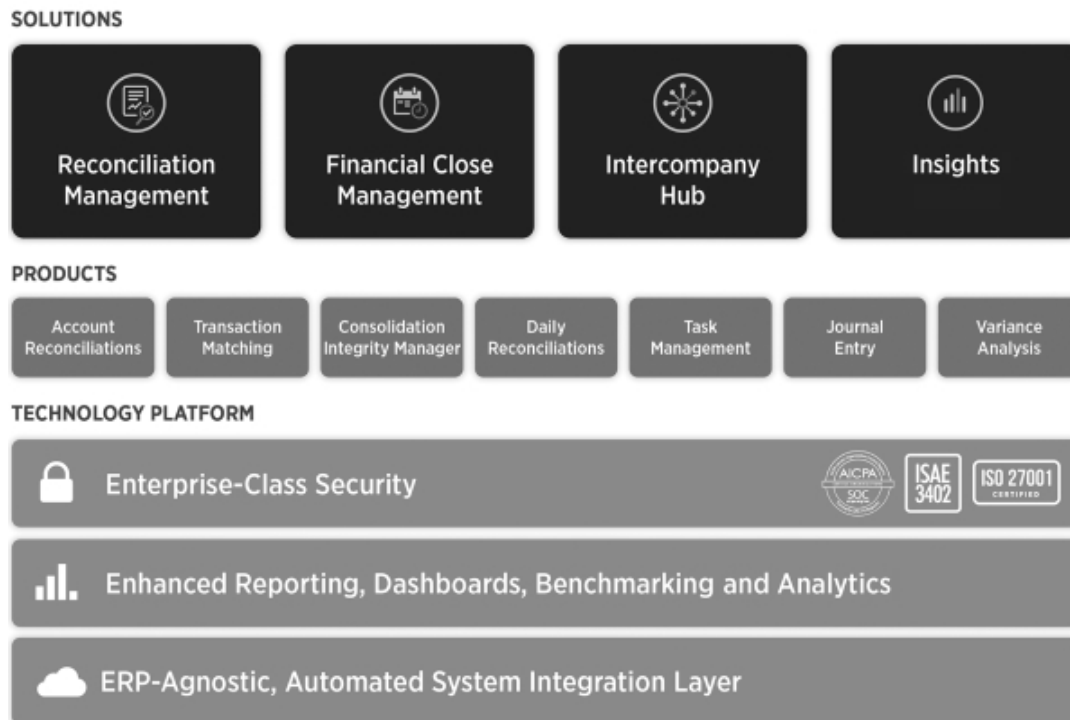 SOLUTIONS
Reconciliation
Management
Financial Close
Management
Intercompany
Hub
Insights
PRODUCTS
Account
Reconciliations
Transaction
Matching
Consolidation
Integrity Manager
Daily
Reconciliations
Task
Management
Journal
Entry
Variance
Analysis
TECHNOLOGY PLATFORM
Enterprise-Class Security
AICPA
SOC
ISAE
3402
ISO 27001
CERTIFIED
Enhanced Reporting, Dashboards, Benchmarking and Analytics
ERP-Agnostic, Automated System Integration Layer